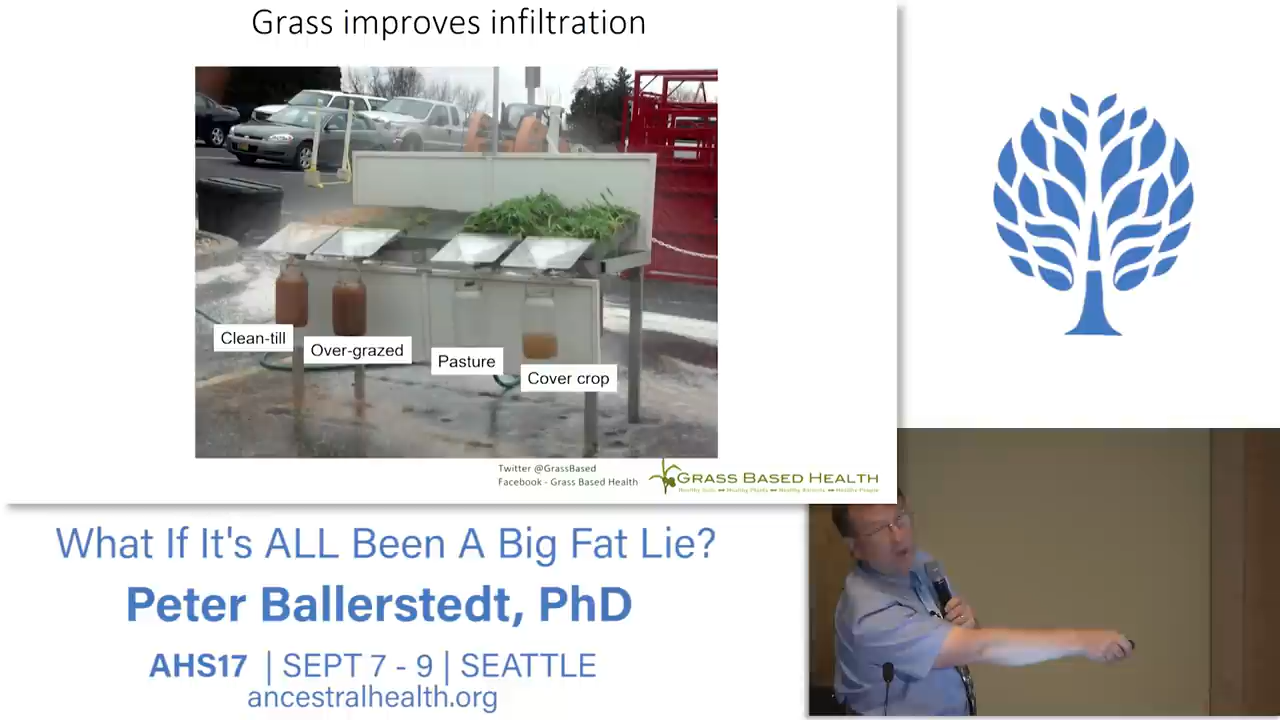 Grass improves infiltration
Clean-till
Over-grazed
Pasture
Cover crop
Twitter @GrassBased
Facebook - Grass Based Health
GRASS BASED HEALTH
Healthy Soils Healthy Plants Healthy Animals Healthy People
What If It's ALL Been A Big Fat Lie?
Peter Ballerstedt, PhD
AHS17 | SEPT 7 - 9 | SEATTLE
ancestralhealth.org